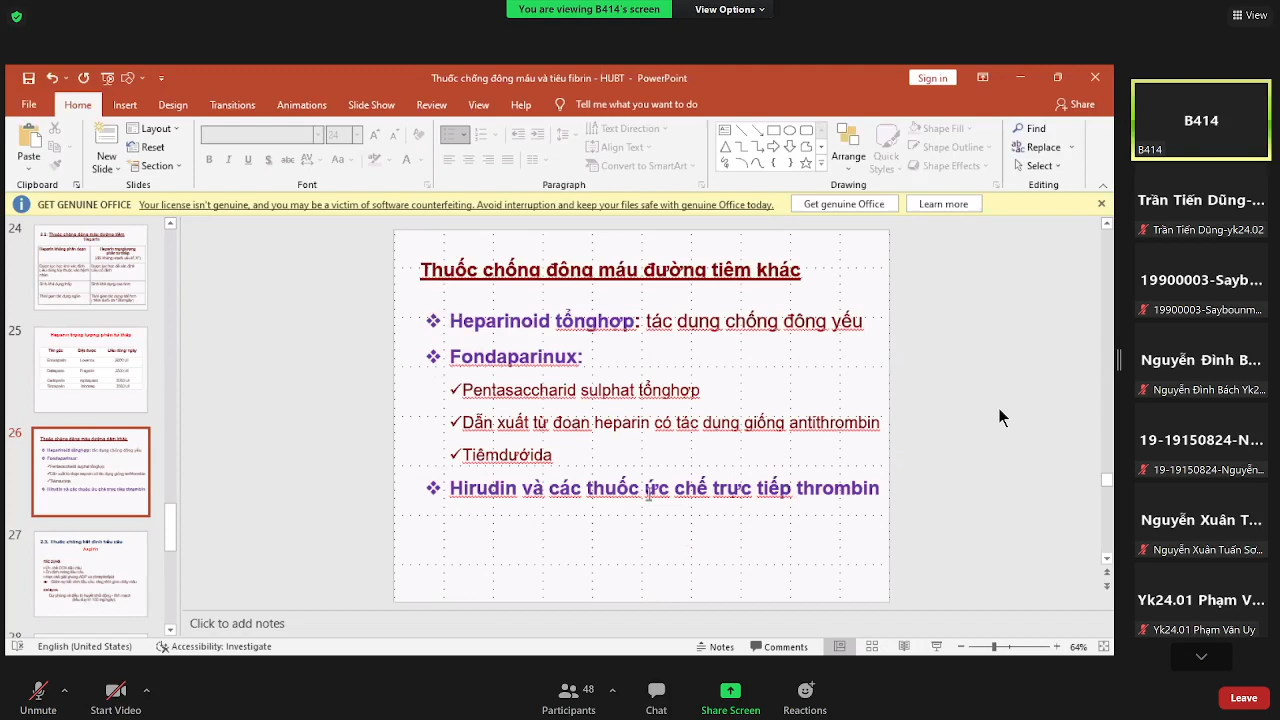 You are viewing B414's screen
View Options
View
Thuốc chống đông máu và tiêu fibrin - HUBT - PowerPoint
Sign in
File Home Insert Design Transitions Animations Slide Show Review View Help Tell me what you want to do
Share
Paste
Clipboard
New Slide
Layout
Reset
Section
Slides
24
Font
Text Direction
Align Text
Convert to SmartArt
Paragraph
Arrange
Quick Styles
Shape Fill
Shape Outline
Shape Effects
Drawing
Find
Replace
Select
Editing
GET GENUINE OFFICE Your license isn't genuine, and you may be a victim of software counterfeiting. Avoid interruption and keep your files safe with genuine Office today.
Get genuine Office
Learn more
24
25
26
27
28
Thuốc chống đông máu đường tiêm khác
Heparinoid tổnghợp: tác dụng chống đông yếu
Fondaparinux:
Pentasaccharid sulphat tổnghợp
Dẫn xuất từ đoạn heparin có tác dụng giống antithrombin
Tiêmdướida
Hirudin và các thuốc ức chế trực tiếp thrombin
Click to add notes
English (United States)
Accessibility: Investigate
Notes
Comments
64%
B414
B414
Trần Tiến Dũng-...
Trần Tiến Dũng-yk24.02
19900003-Sayb...
19900003-Saybounm...
Nguyễn Đình B...
Nguyễn Đình Bách Yk2...
19-19150824-N...
19-19150824-Nguyễn...
Nguyễn Xuân T...
Nguyễn Xuân Tuấn Sơ...
Yk24.01 Phạm V...
Yk24.01 Phạm Văn Uy
Unmute
Start Video
48
Participants
Chat
Share Screen
Reactions
Leave